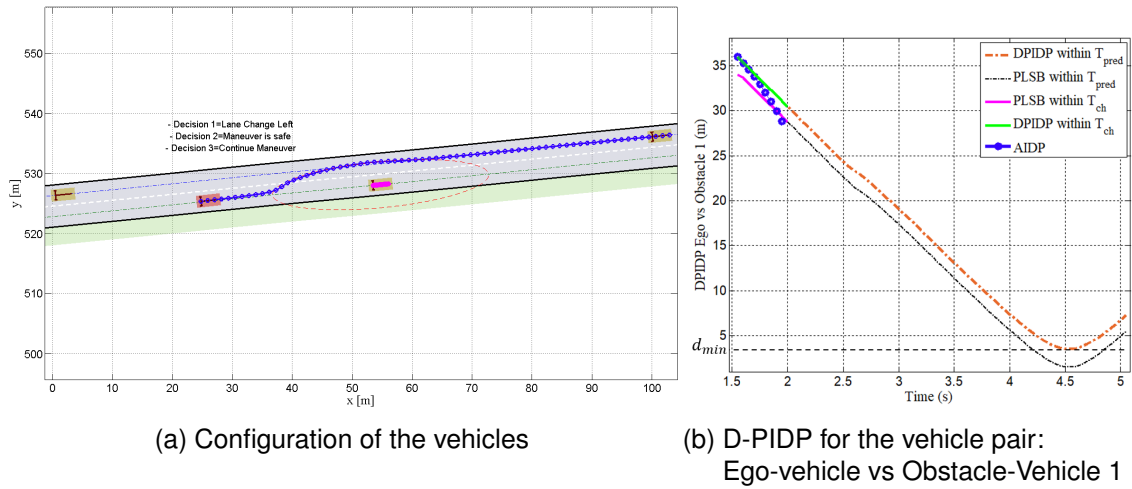 550
540
530
520
510
500
y [m]
- Decision 1=Lane Change Left
- Decision 2=Maneuver is safe
- Decision 3=Continue Maneuver
0 10 20 30 40 50 60 70 80 90 100
x [m]
(a) Configuration of the vehicles
35
30
25
20
15
10
5
d_min
DPIDP Ego vs Obstacle 1 (m)
DPIDP within T_pred
PLSB within T_pred
PLSB within T_ch
DPIDP within T_ch
AIDP
1.5 2 2.5 3 3.5 4 4.5 5
Time (s)
(b) D-PIDP for the vehicle pair:
Ego-vehicle vs Obstacle-Vehicle 1